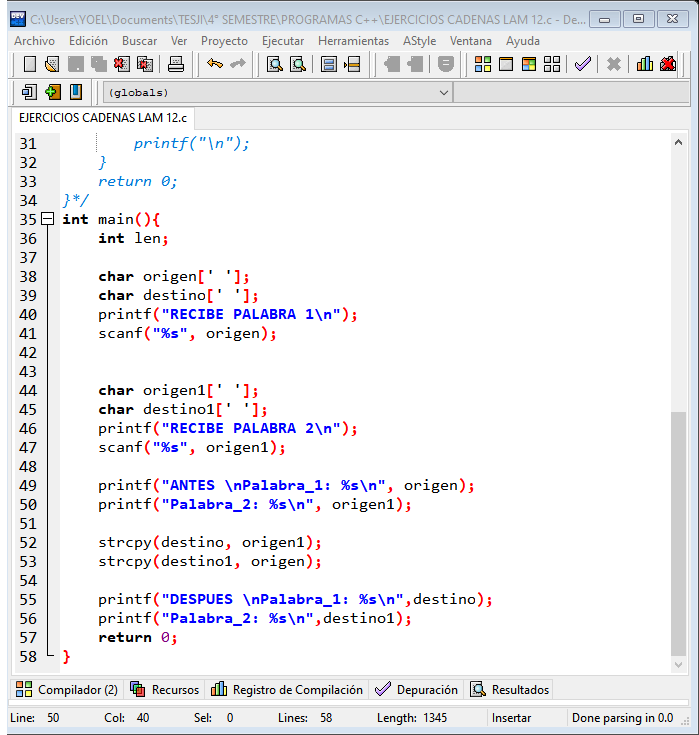 C:\Users\YOEL\Documents\TESJI\4° SEMESTRE\PROGRAMAS C++\EJERCICIOS CADENAS LAM 12.c - De...
Archivo Edición Buscar Ver Proyecto Ejecutar Herramientas AStyle Ventana Ayuda
(globals)
EJERCICIOS CADENAS LAM 12.c
31 printf("\n");
32 }
33 return 0;
34 }*/
35 int main(){
36 int len;
37
38 char origen[' '];
39 char destino[' '];
40 printf("RECIBE PALABRA 1\n");
41 scanf("%s", origen);
42
43
44 char origen1[' '];
45 char destino1[' '];
46 printf("RECIBE PALABRA 2\n");
47 scanf("%s", origen1);
48
49 printf("ANTES \nPalabra_1: %s\n", origen);
50 printf("Palabra_2: %s\n", origen1);
51
52 strcpy(destino, origen1);
53 strcpy(destino1, origen);
54
55 printf("DESPUES \nPalabra_1: %s\n",destino);
56 printf("Palabra_2: %s\n",destino1);
57 return 0;
58 }
Compilador (2) Recursos Registro de Compilación Depuración Resultados
Line: 50 Col: 40 Sel: 0 Lines: 58 Length: 1345 Insertar Done parsing in 0.0